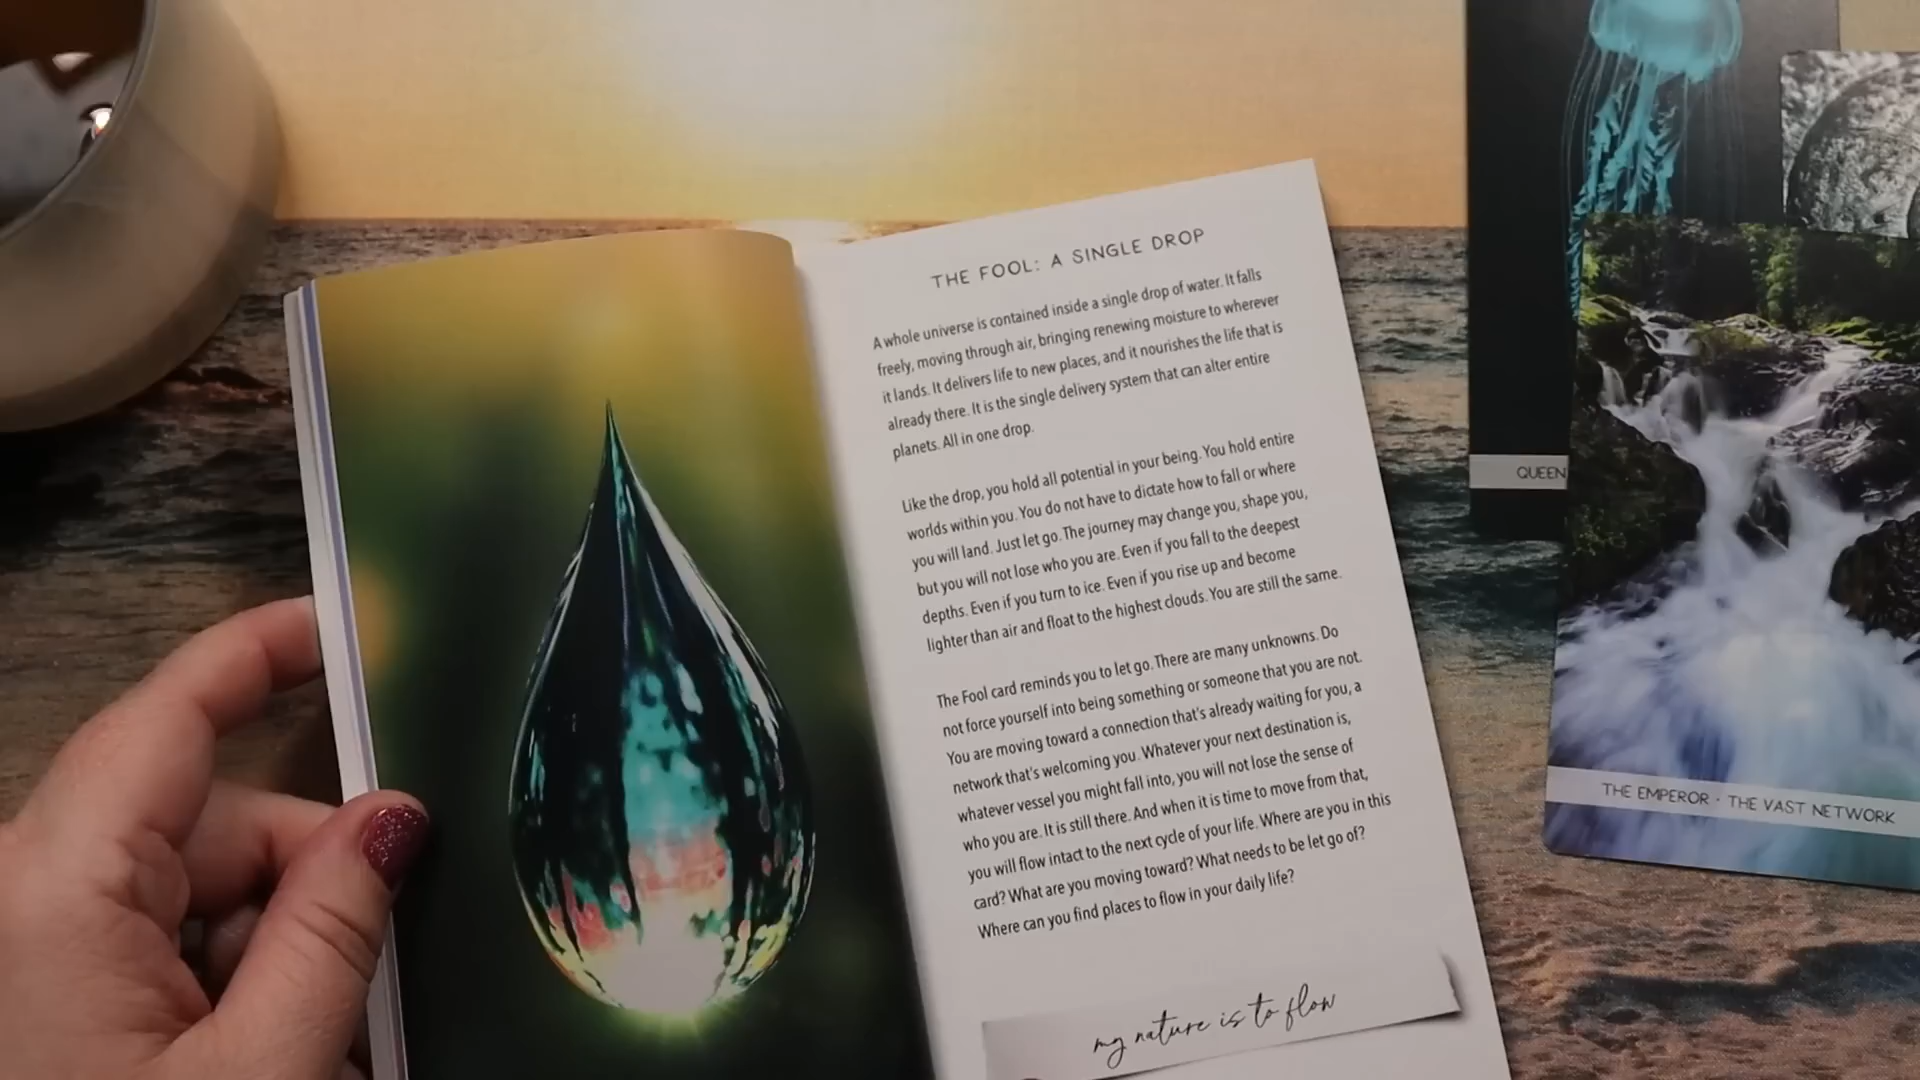 THE FOOL: A SINGLE DROP
A whole universe is contained inside a single drop of water. It falls
freely, moving through air, bringing renewing moisture to wherever
it lands. It delivers life to new places, and it nourishes the life that is
already there. It is the single delivery system that can alter entire
planets. All in one drop.
Like the drop, you hold all potential in your being. You hold entire
worlds within you. You do not have to dictate how to fall or where
you will land. Just let go. The journey may change you, shape you,
but you will not lose who you are. Even if you fall to the deepest
depths. Even if you turn to ice. Even if you rise up and become
lighter than air and float to the highest clouds. You are still the same.
The Fool card reminds you to let go. There are many unknowns. Do
not force yourself into being something or someone that you are not.
You are moving toward a connection that's already waiting for you, a
network that's welcoming you. Whatever your next destination is,
whatever vessel you might fall into, you will not lose the sense of
who you are. It is still there. And when it is time to move from that,
you will flow intact to the next cycle of your life. Where are you in this
card? What are you moving toward? What needs to be let go of?
Where can you find places to flow in your daily life?
my nature is to flow
QUEEN
THE EMPEROR · THE VAST NETWORK